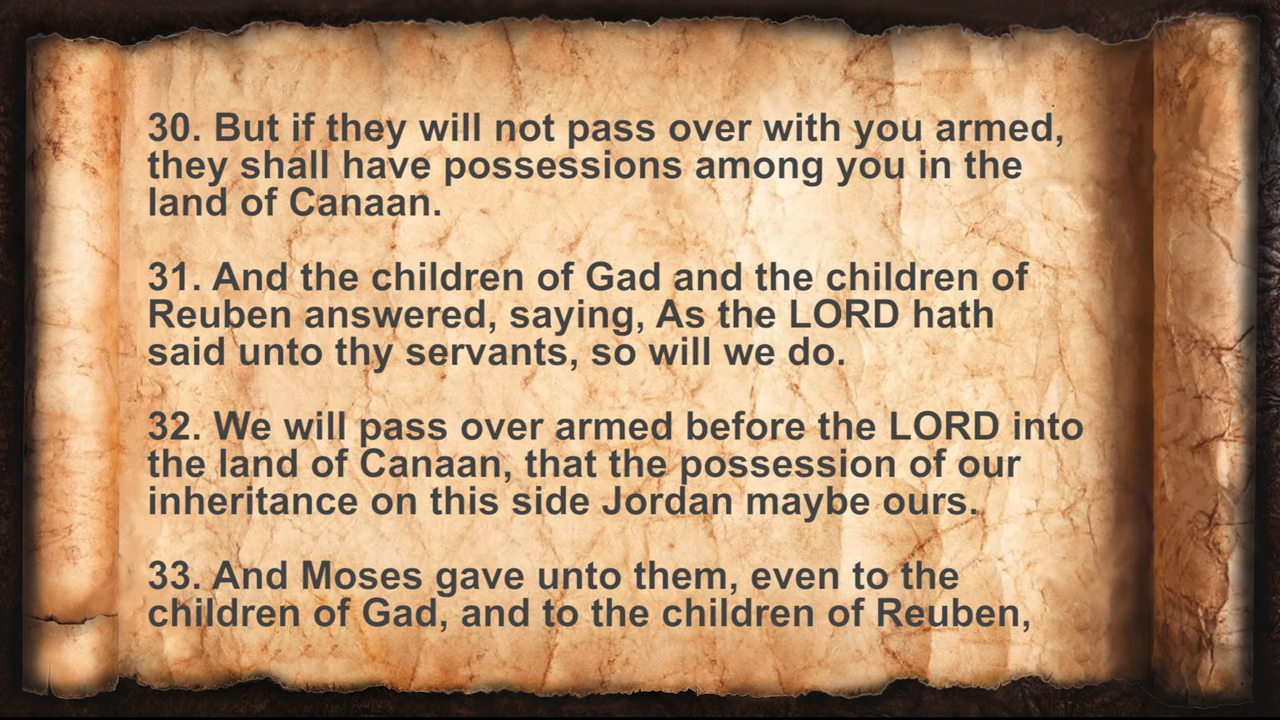 30. But if they will not pass over with you armed,
they shall have possessions among you in the
land of Canaan.
31. And the children of Gad and the children of
Reuben answered, saying, As the LORD hath
said unto thy servants, so will we do.
32. We will pass over armed before the LORD into
the land of Canaan, that the possession of our
inheritance on this side Jordan maybe ours.
33. And Moses gave unto them, even to the
children of Gad, and to the children of Reuben,